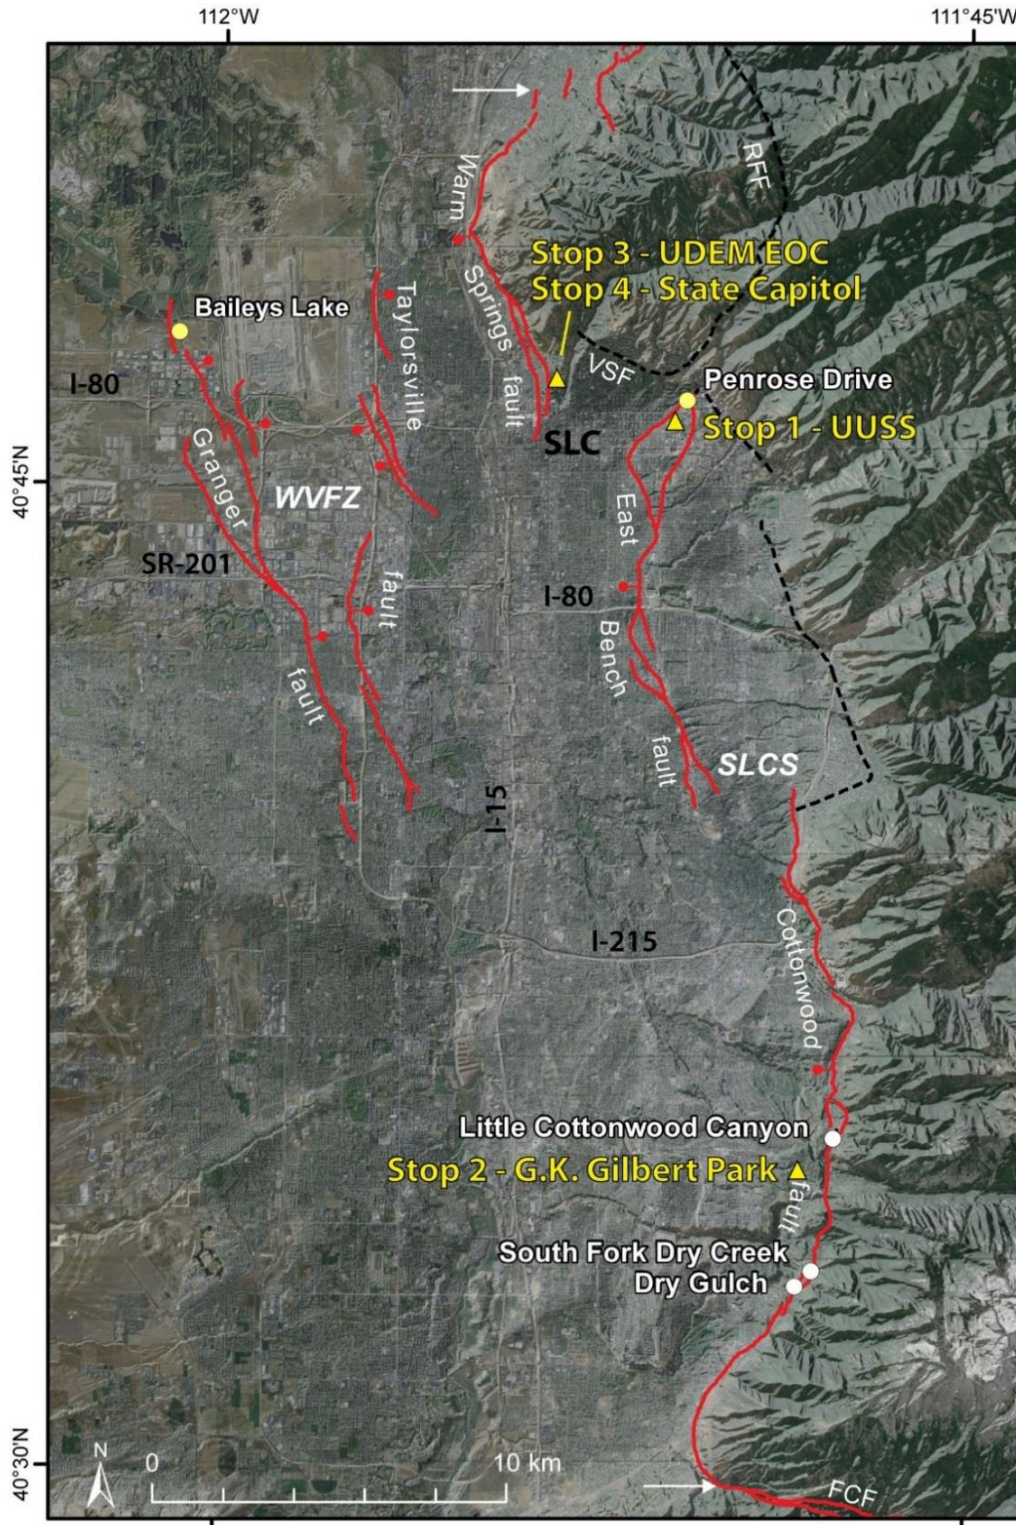 112°W
111°45'W
RFF
Warm
Springs
fault
Stop 3 - UDEM EOC
Stop 4 - State Capitol
Baileys Lake
Taylorsville
fault
VSF
I-80
Penrose Drive
Stop 1 - UUSS
SLC
40°45'N
Granger
fault
WVFZ
East
Bench
fault
SR-201
I-80
SLCS
I-15
Cottonwood
fault
I-215
Little Cottonwood Canyon
Stop 2 - G.K. Gilbert Park
South Fork Dry Creek
Dry Gulch
40°30'N
N
0
10 km
FCF